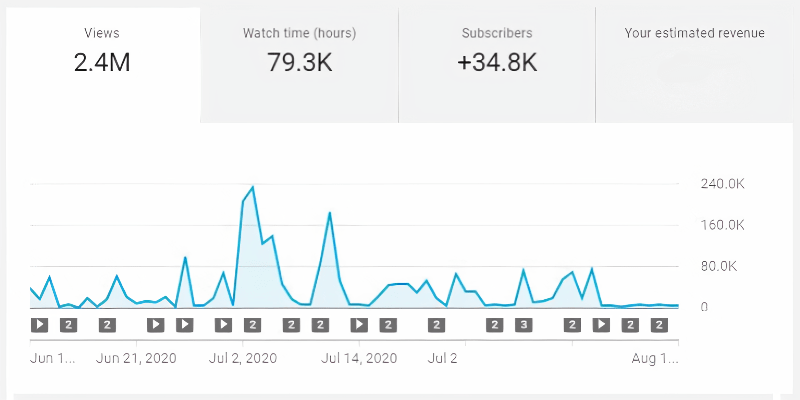 Views
2.4M
Watch time (hours)
79.3K
Subscribers
+34.8K
Your estimated revenue
240.0K
160.0K
80.0K
0
2 2 2 2 2 2 2 2 3 2 2 2
Jun 1... Jun 21, 2020 Jul 2, 2020 Jul 14, 2020 Jul 2 Aug 1...